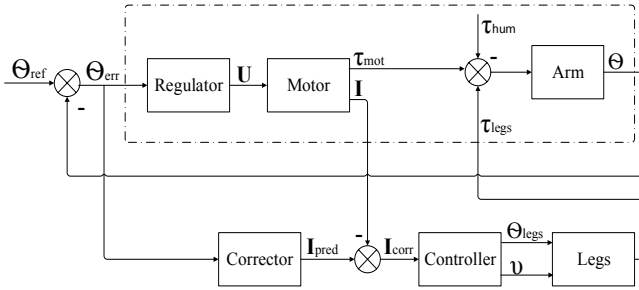 τhum
Θref
Θerr
-
Regulator
U
Motor
τmot
I
-
Arm
Θ
τlegs
-
Corrector
Ipred
Icorr
Controller
Θlegs
υ
Legs